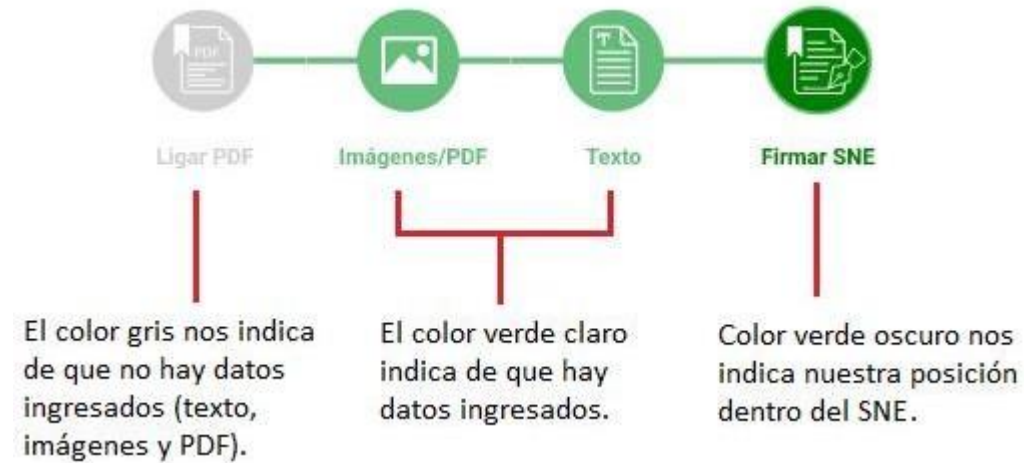 PDF
T
Ligar PDF
Imágenes/PDF
Texto
Firmar SNE
El color gris nos indica
de que no hay datos
ingresados (texto,
imágenes y PDF).
El color verde claro
indica de que hay
datos ingresados.
Color verde oscuro nos
indica nuestra posición
dentro del SNE.